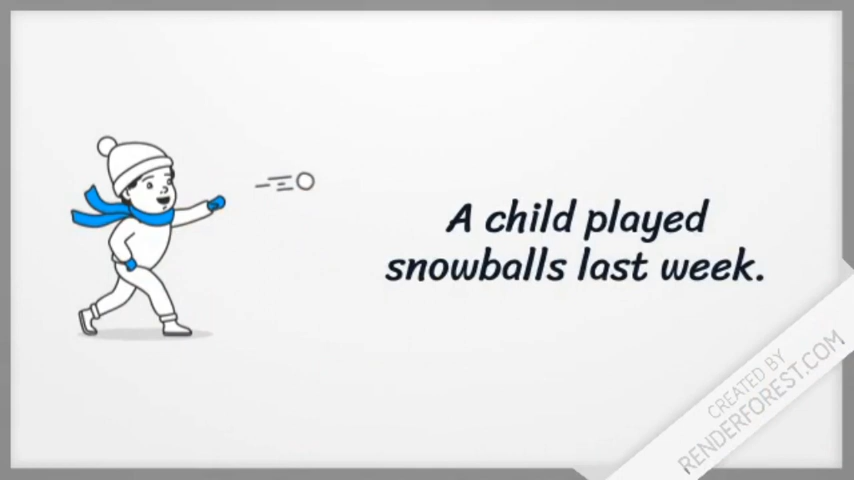 A child played
snowballs last week.
CREATED BY
RENDERFOREST.COM